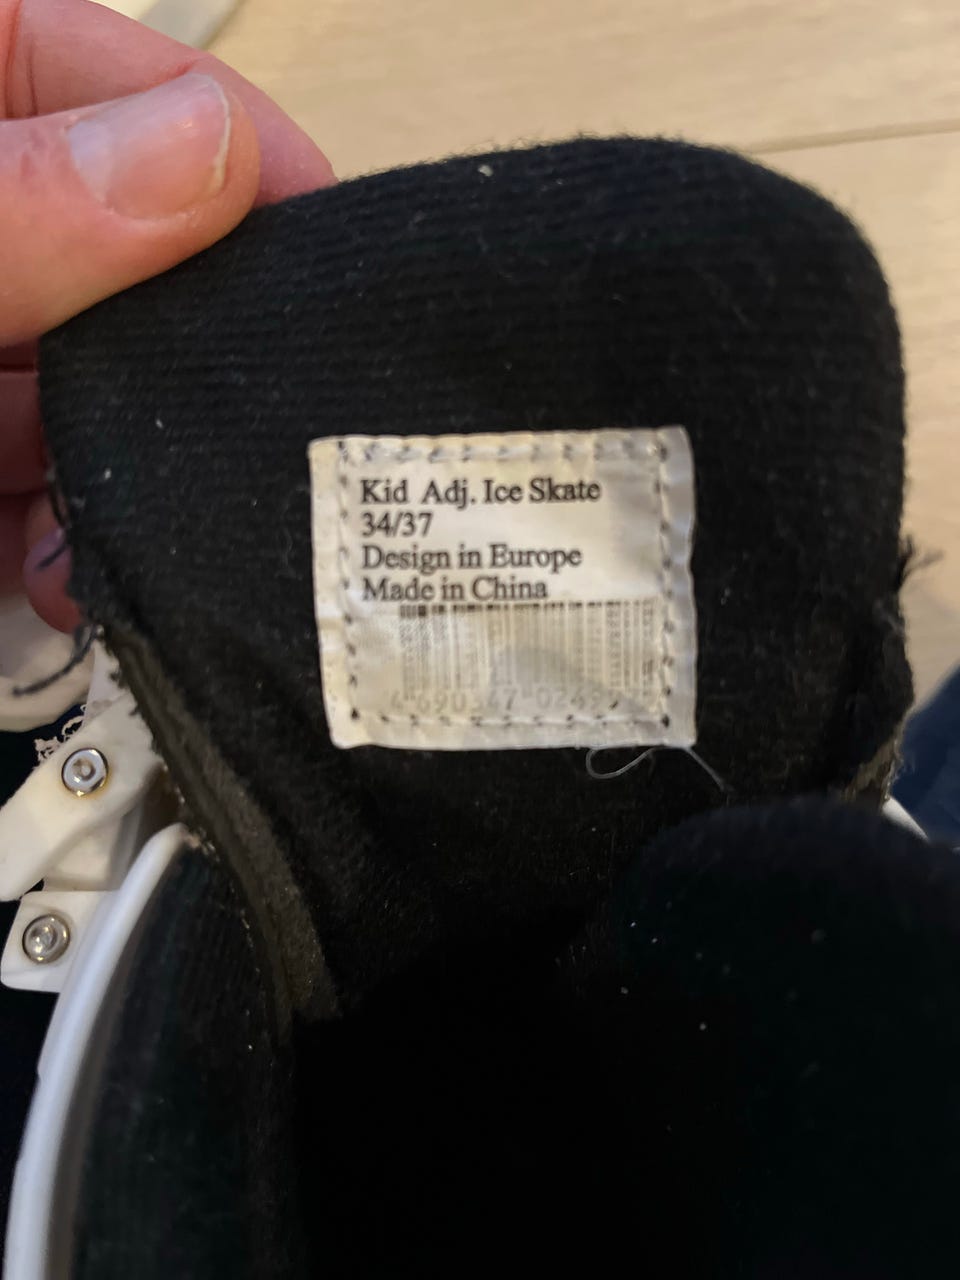 Kid Adj. Ice Skate
34/37
Design in Europe
Made in China